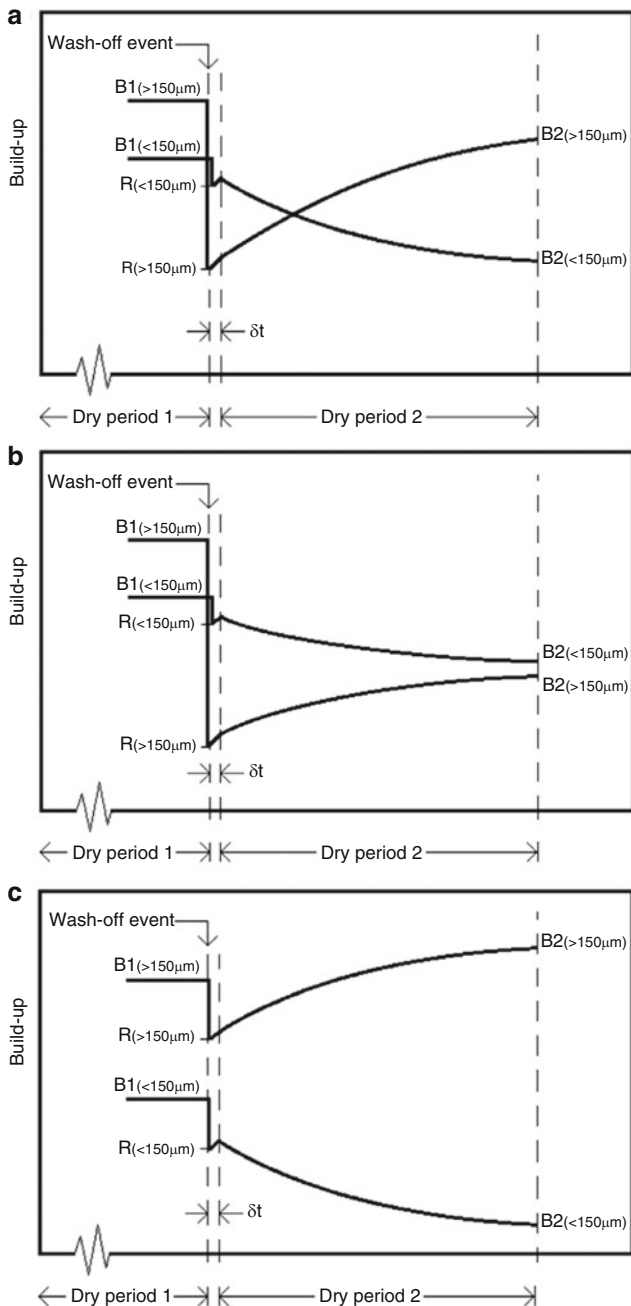 a
Wash-off event
B1(>150μm)
B1(<150μm)
R(<150μm)
R(>150μm)
B2(>150μm)
B2(<150μm)
Build-up
δt
Dry period 1
Dry period 2
b
Wash-off event
B1(>150μm)
B1(<150μm)
R(<150μm)
R(>150μm)
B2(<150μm)
B2(>150μm)
Build-up
δt
Dry period 1
Dry period 2
c
Wash-off event
B1(>150μm)
R(>150μm)
B1(<150μm)
R(<150μm)
B2(>150μm)
B2(<150μm)
Build-up
δt
Dry period 1
Dry period 2